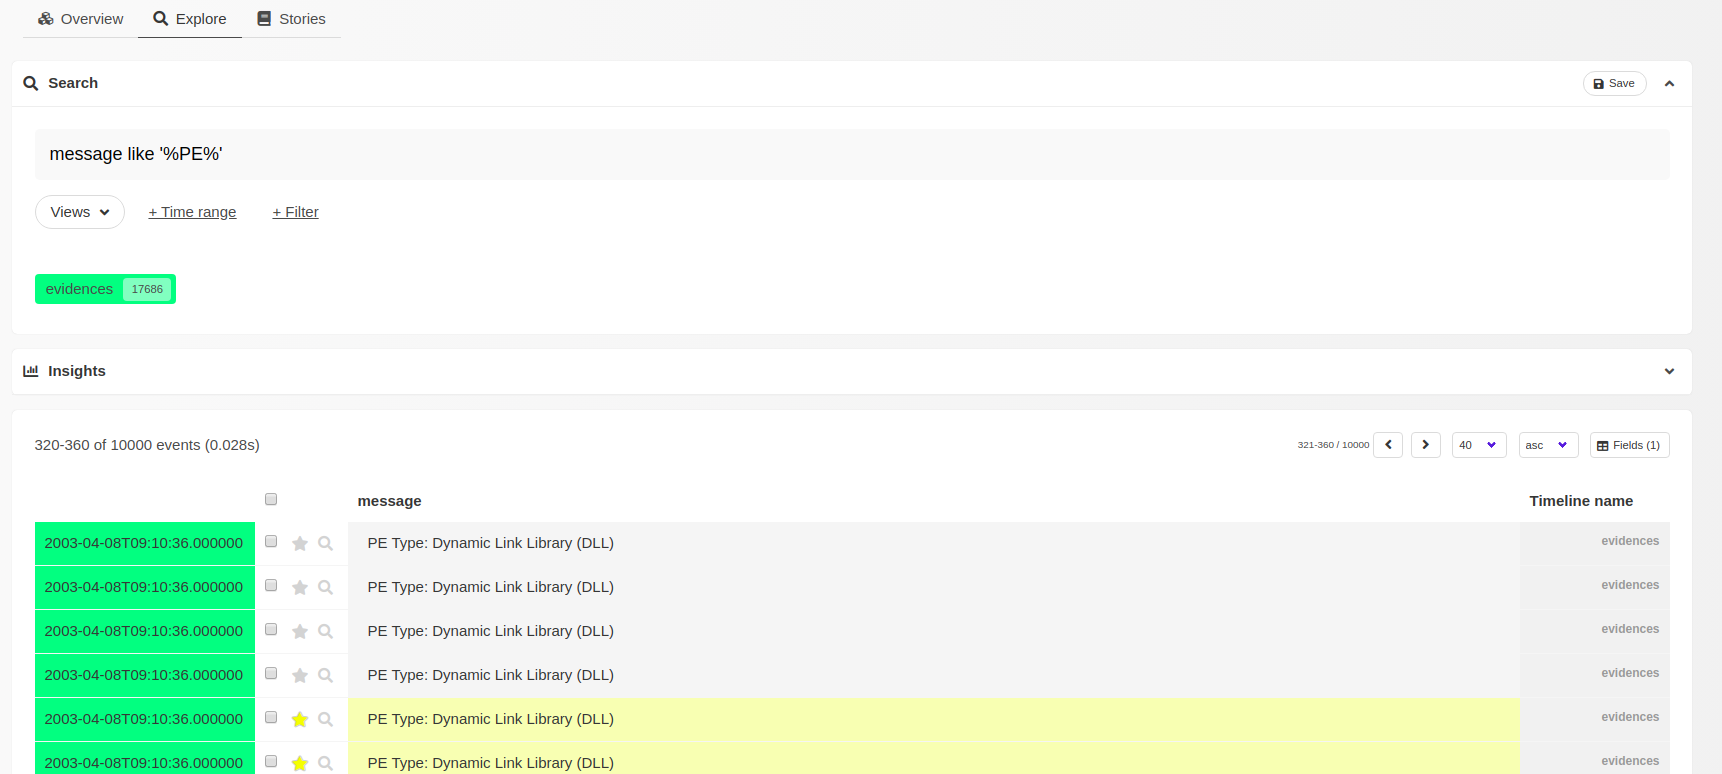 Overview Explore Stories
Search Save
message like '%PE%'
Views + Time range + Filter
evidences 17686
Insights
320-360 of 10000 events (0.028s) 321-360 / 10000 40 asc Fields (1)
message Timeline name
2003-04-08T09:10:36.000000 PE Type: Dynamic Link Library (DLL) evidences
2003-04-08T09:10:36.000000 PE Type: Dynamic Link Library (DLL) evidences
2003-04-08T09:10:36.000000 PE Type: Dynamic Link Library (DLL) evidences
2003-04-08T09:10:36.000000 PE Type: Dynamic Link Library (DLL) evidences
2003-04-08T09:10:36.000000 PE Type: Dynamic Link Library (DLL) evidences
2003-04-08T09:10:36.000000 PE Type: Dynamic Link Library (DLL) evidences